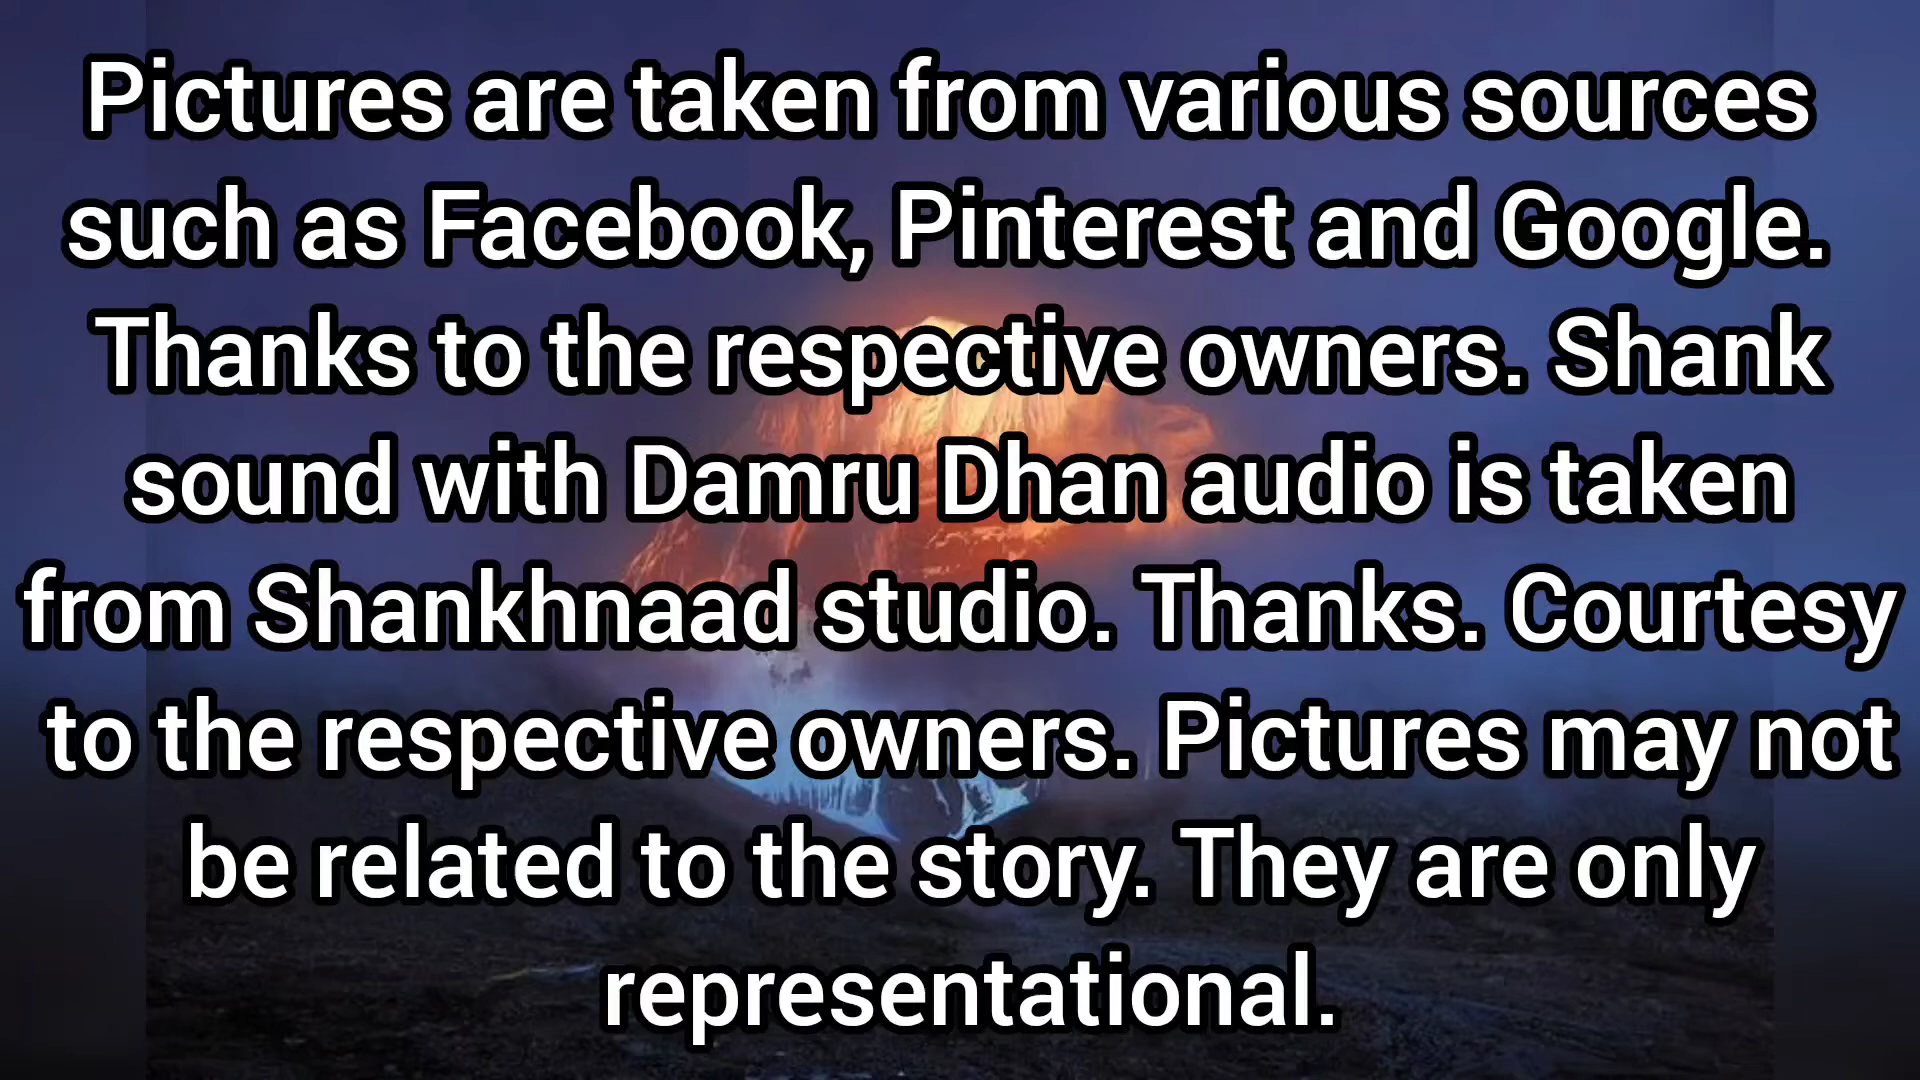 Pictures are taken from various sources
such as Facebook, Pinterest and Google.
Thanks to the respective owners. Shank
sound with Damru Dhan audio is taken
from Shankhnaad studio. Thanks. Courtesy
to the respective owners. Pictures may not
be related to the story. They are only
representational.